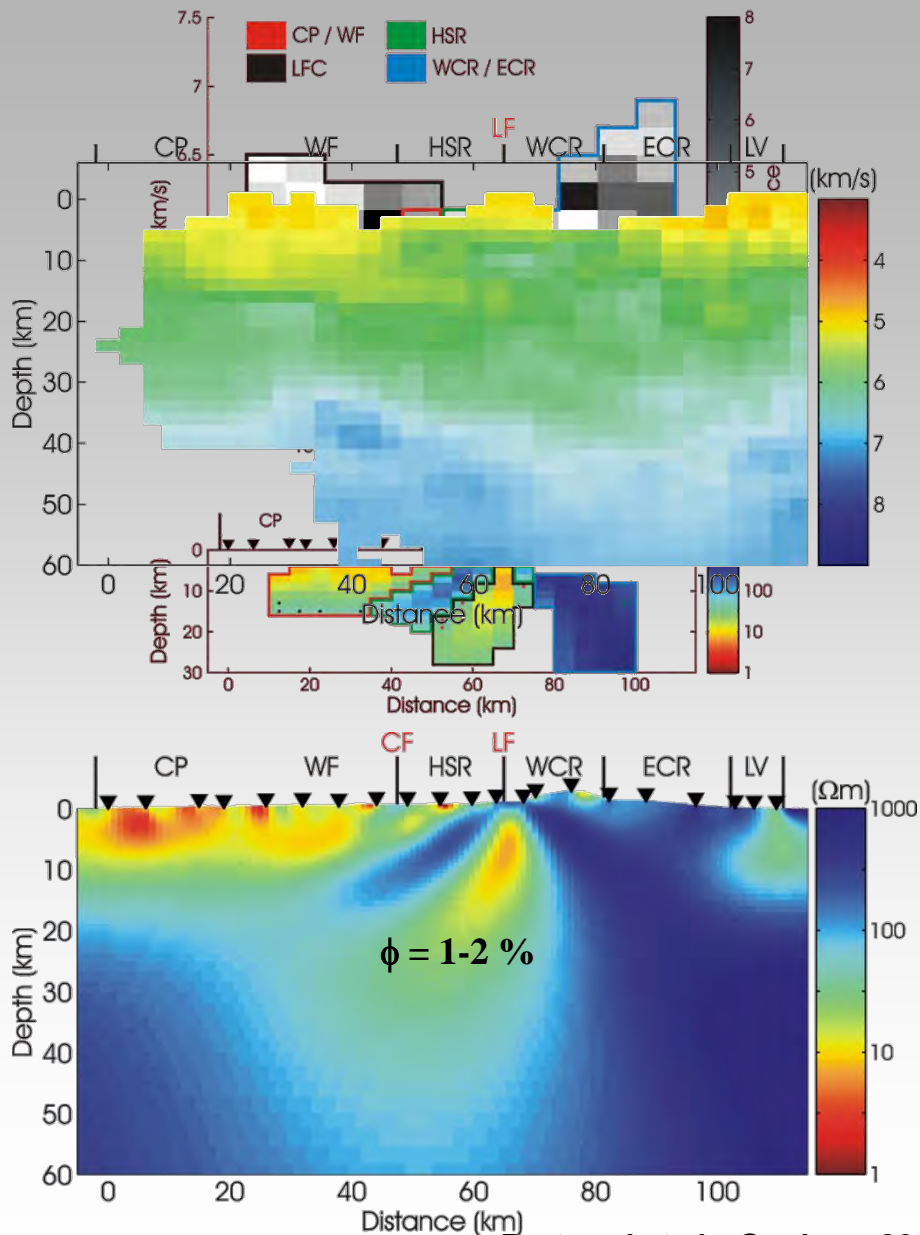 7.5
8
CP / WF
HSR
LFC
WCR / ECR
7
7
6
LF
CP
WF
HSR
WCR
ECR
LV
6.5
5
(km/s)
km/s)
ce
0
10
20
30
40
50
60
Depth (km)
4
5
6
7
8
CP
0
0
20
40
60
80
100
Distance (km)
10
20
30
Depth (km)
100
10
1
0
20
40
60
80
100
Distance (km)
CF
LF
CP
WF
HSR
WCR
ECR
LV
(Ωm)
0
10
20
30
40
50
60
Depth (km)
ϕ = 1-2 %
1000
100
10
1
0
20
40
60
80
100
Distance (km)